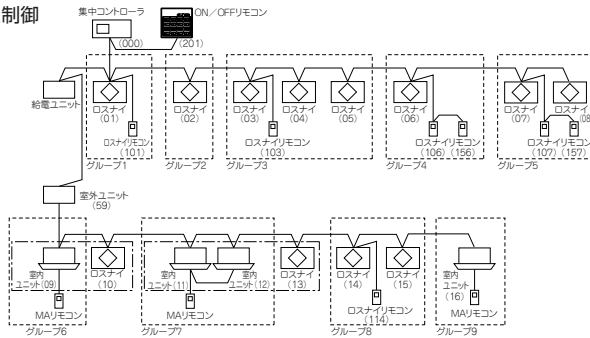 制御
集中コントローラ
ON／OFFリモコン
(000)
(201)
給電ユニット
ロスナイ
(01)
ロスナイ
(02)
ロスナイ
(03)
ロスナイ
(04)
ロスナイ
(05)
ロスナイ
(06)
ロスナイ
(07)
ロスナイ
(08
ロスナイリモコン
(101)
ロスナイリモコン
(103)
ロスナイリモコン
(106) (156)
ロスナイリモコン
(107) (157)
グループ1
グループ2
グループ3
グループ4
グループ5
室外ユニット
(59)
室内
ユニット(09)
ロスナイ
(10)
室内
ユニット(11)
室内
ユニット(12)
ロスナイ
(13)
ロスナイ
(14)
ロスナイ
(15)
室内
ユニット
(16)
MAリモコン
MAリモコン
ロスナイリモコン
(114)
MAリモコン
グループ6
グループ7
グループ8
グループ9